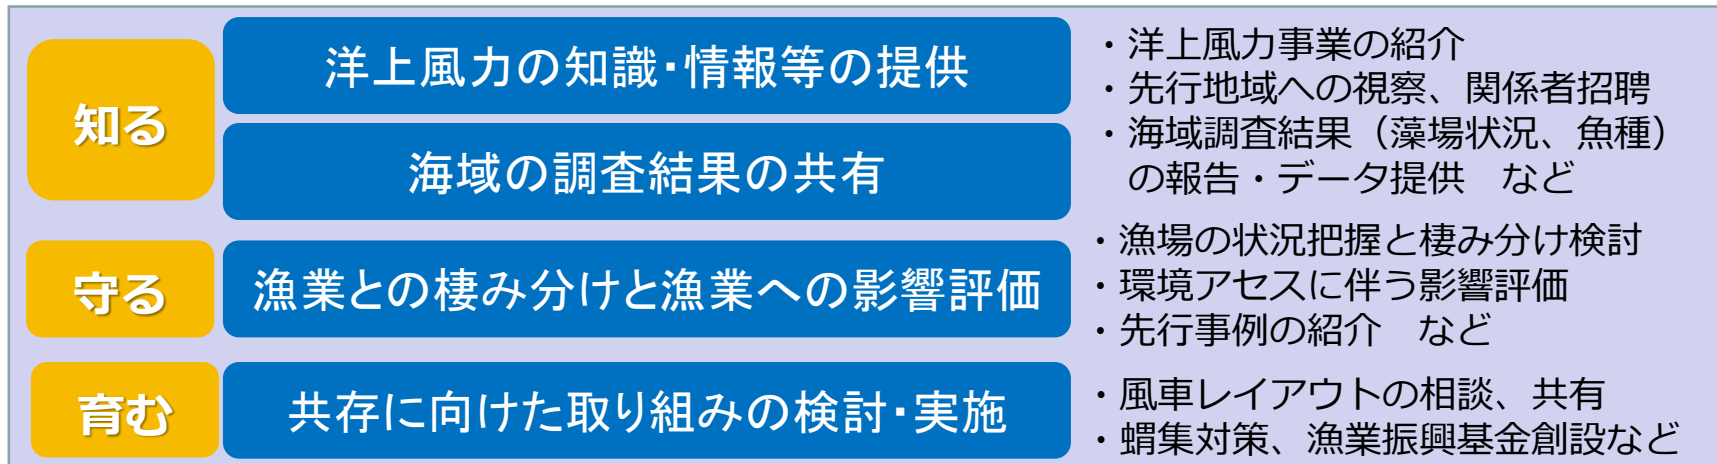 知る
洋上風力の知識・情報等の提供
海域の調査結果の共有
・洋上風力事業の紹介
・先行地域への視察、関係者招聘
・海域調査結果（藻場状況、魚種）
の報告・データ提供　など
守る
漁業との棲み分けと漁業への影響評価
・漁場の状況把握と棲み分け検討
・環境アセスに伴う影響評価
・先行事例の紹介　など
育む
共存に向けた取り組みの検討・実施
・風車レイアウトの相談、共有
・蝟集対策、漁業振興基金創設など